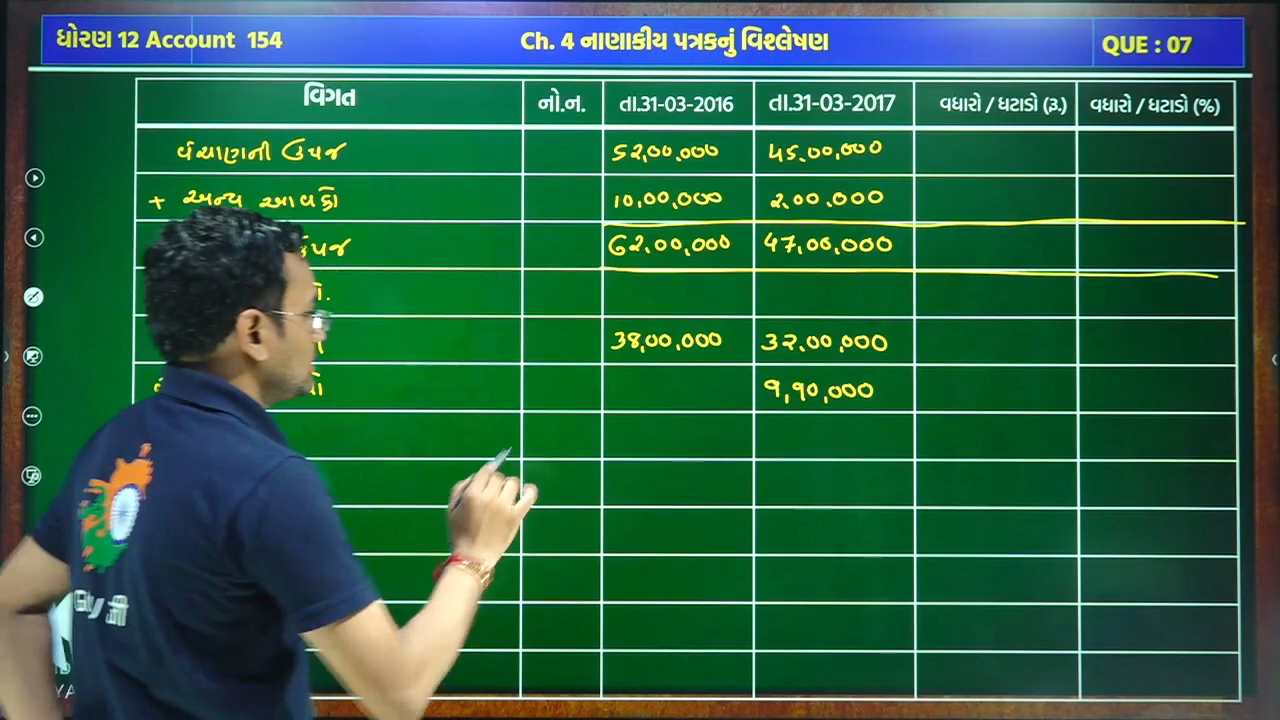 ધોરણ 12 Account 154
Ch. 4 નાણાકીય પત્રકનું વિશ્લેષણ
QUE : 07
વિગત નો.ન. તા.31-03-2016 તા.31-03-2017 વધારો / ઘટાડો (રૂ.) વધારો / ઘટાડો (%)
વેચાણની ઉપજ 52,00,000 45,00,000
+ અન્ય આવકો 10,00,000 2,00,000
ઉપજ 62,00,000 47,00,000
38,00,000 32,00,000
9,90,000